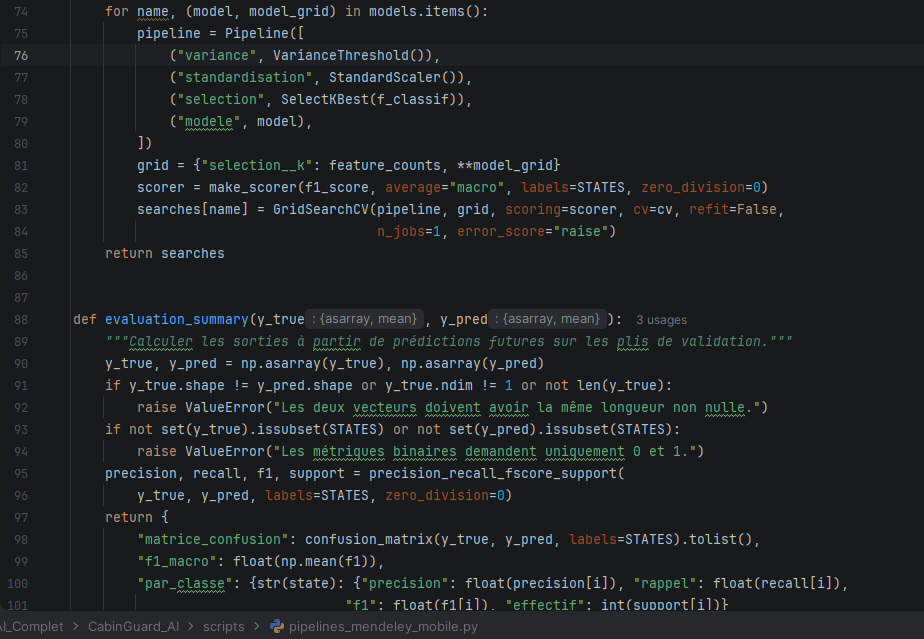 74 for name, (model, model_grid) in models.items():
75 pipeline = Pipeline([
76 ("variance", VarianceThreshold()),
77 ("standardisation", StandardScaler()),
78 ("selection", SelectKBest(f_classif)),
79 ("modele", model),
80 ])
81 grid = {"selection__k": feature_counts, **model_grid}
82 scorer = make_scorer(f1_score, average="macro", labels=STATES, zero_division=0)
83 searches[name] = GridSearchCV(pipeline, grid, scoring=scorer, cv=cv, refit=False,
84 n_jobs=1, error_score="raise")
85 return searches
86
87
88 def evaluation_summary(y_true : {asarray, mean} , y_pred : {asarray, mean} ): 3 usages
89 """Calculer les sorties à partir de prédictions futures sur les plis de validation."""
90 y_true, y_pred = np.asarray(y_true), np.asarray(y_pred)
91 if y_true.shape != y_pred.shape or y_true.ndim != 1 or not len(y_true):
92 raise ValueError("Les deux vecteurs doivent avoir la même longueur non nulle.")
93 if not set(y_true).issubset(STATES) or not set(y_pred).issubset(STATES):
94 raise ValueError("Les métriques binaires demandent uniquement 0 et 1.")
95 precision, recall, f1, support = precision_recall_fscore_support(
96 y_true, y_pred, labels=STATES, zero_division=0)
97 return {
98 "matrice_confusion": confusion_matrix(y_true, y_pred, labels=STATES).tolist(),
99 "f1_macro": float(np.mean(f1)),
100 "par_classe": {str(state): {"precision": float(precision[i]), "rappel": float(recall[i]),
101 "f1": float(f1[i]), "effectif": int(support[i])}
AI_Complet > CabinGuard_AI > scripts > pipelines_mendeley_mobile.py